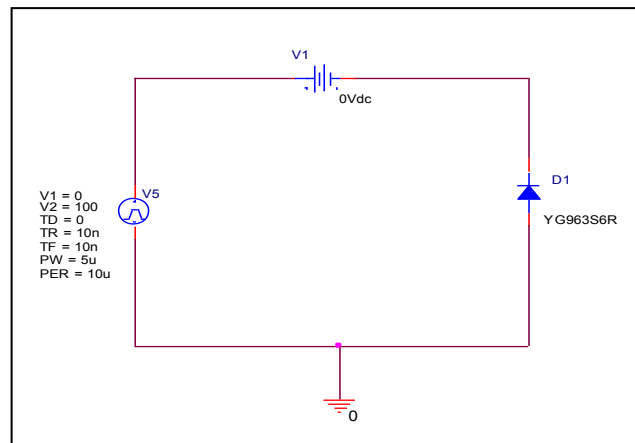 V1
0Vdc
D1
YG963S6R
V5
V1 = 0
V2 = 100
TD = 0
TR = 10n
TF = 10n
PW = 5u
PER = 10u
0